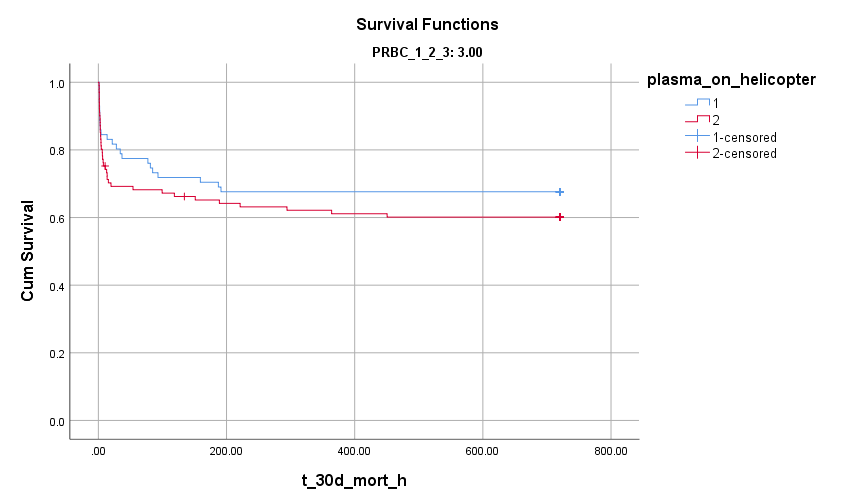 Survival Functions
PRBC_1_2_3: 3.00
plasma_on_helicopter
1
2
1-censored
2-censored
Cum Survival
1.0
0.8
0.6
0.4
0.2
0.0
.00 200.00 400.00 600.00 800.00
t_30d_mort_h